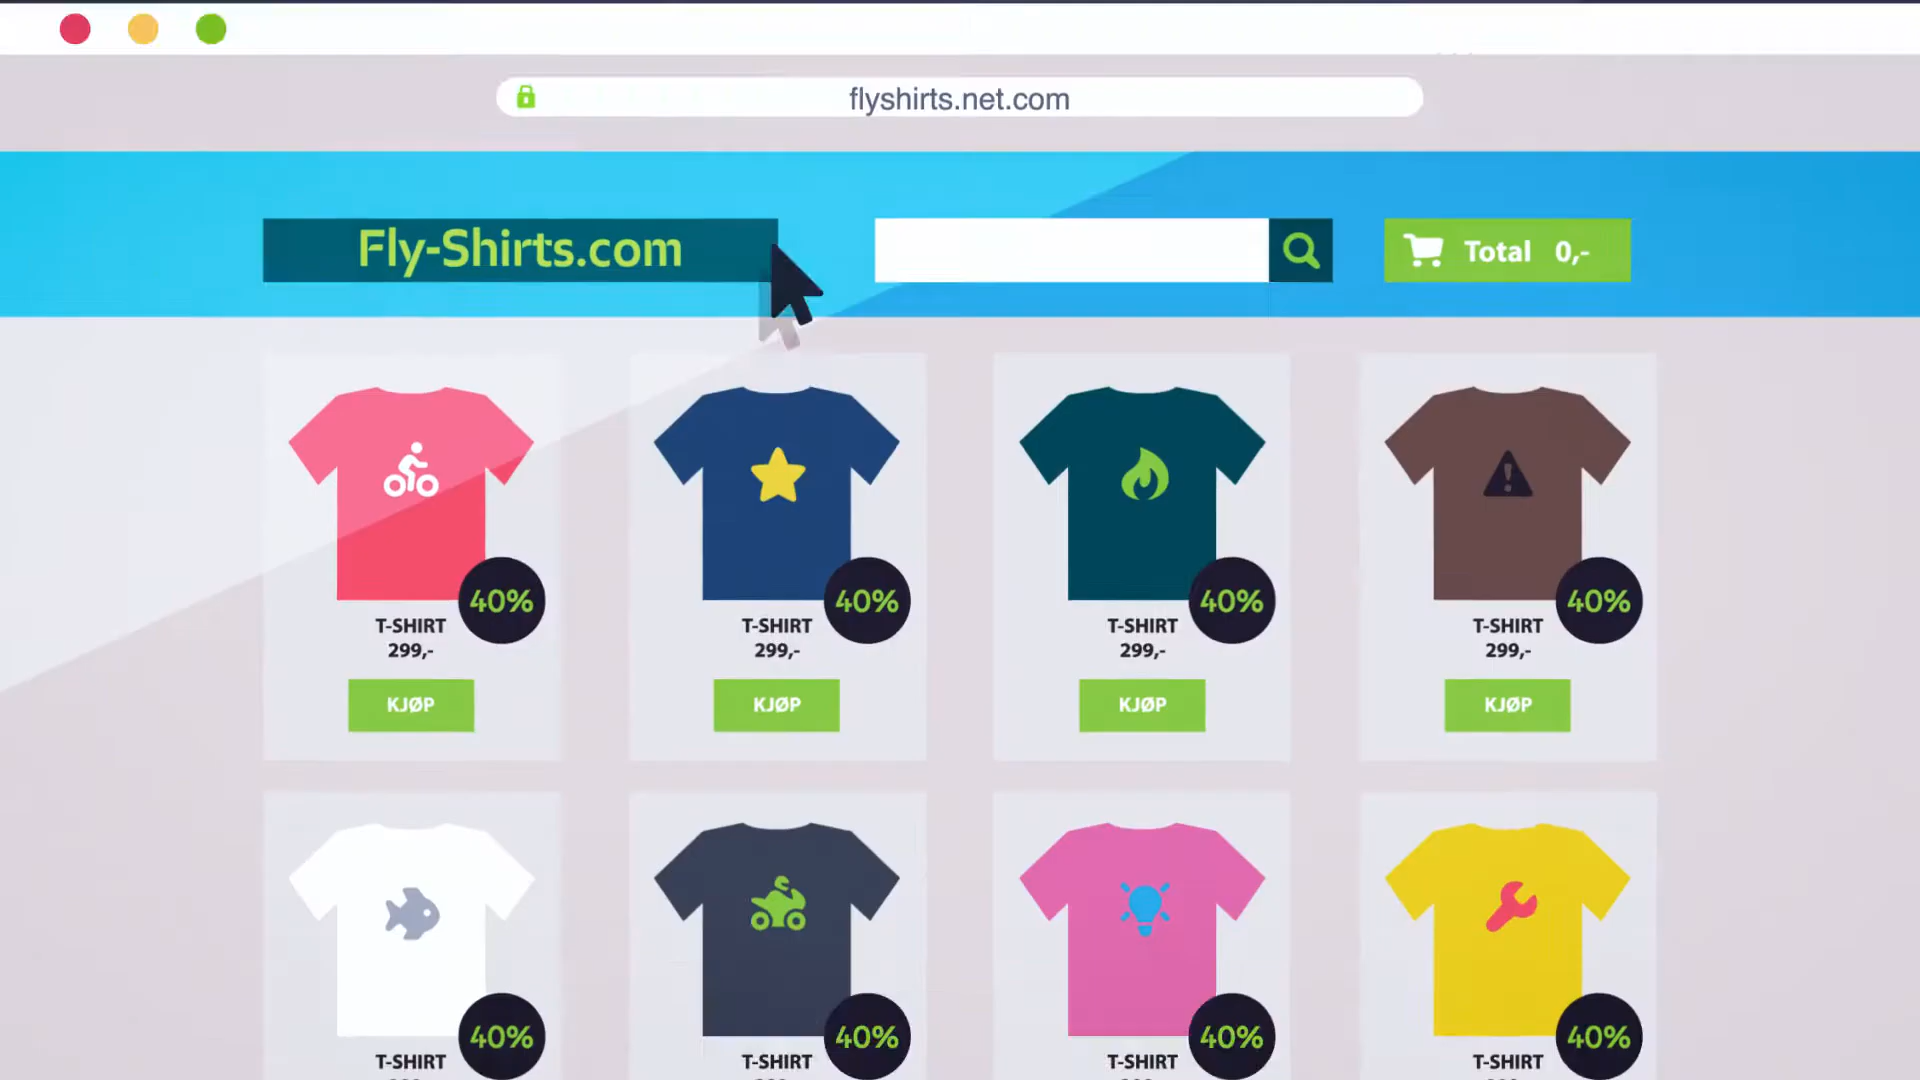 flyshirts.net.com
Fly-Shirts.com
Total 0,-
40% 40% 40% 40%
T-SHIRT T-SHIRT T-SHIRT T-SHIRT
299,- 299,- 299,- 299,-
KJØP KJØP KJØP KJØP
40% 40% 40% 40%
T-SHIRT T-SHIRT T-SHIRT T-SHIRT